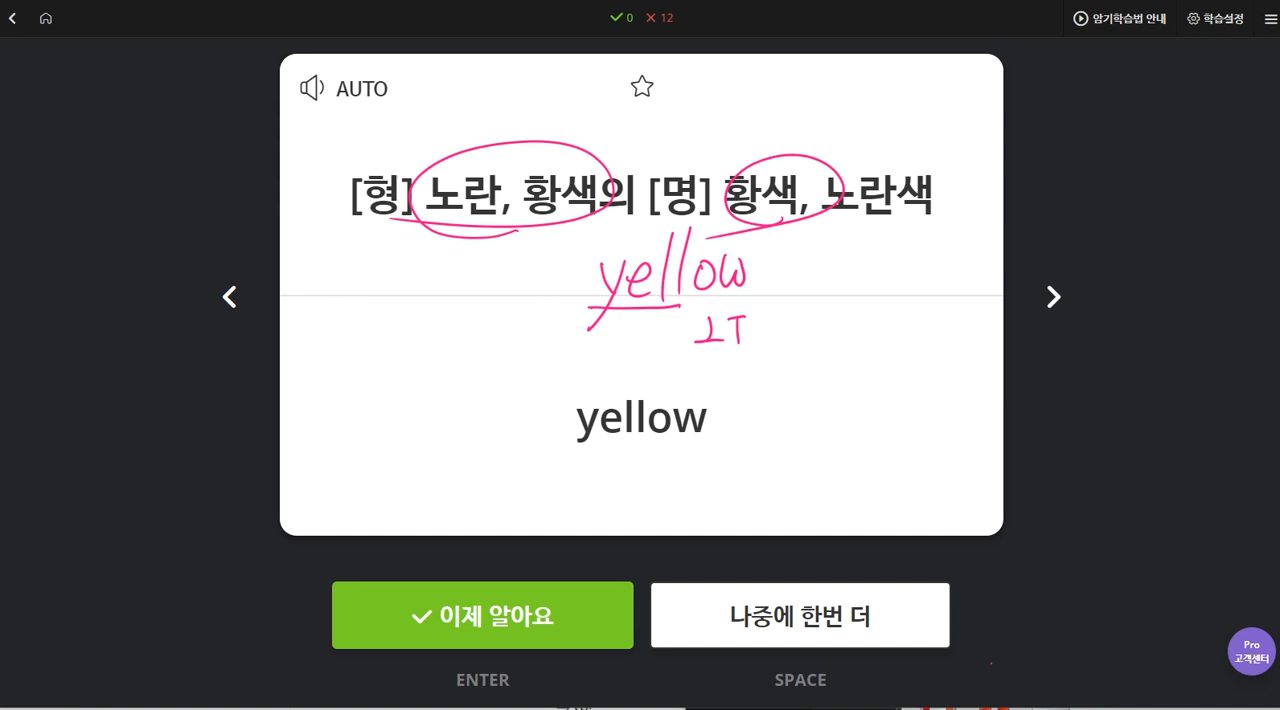 0 12 암기학습법 안내 학습설정
AUTO
[형] 노란, 황색의 [명] 황색, 노란색
yellow
ㅗㅜ
yellow
이제 알아요 나중에 한번 더
ENTER SPACE
Pro
고객센터